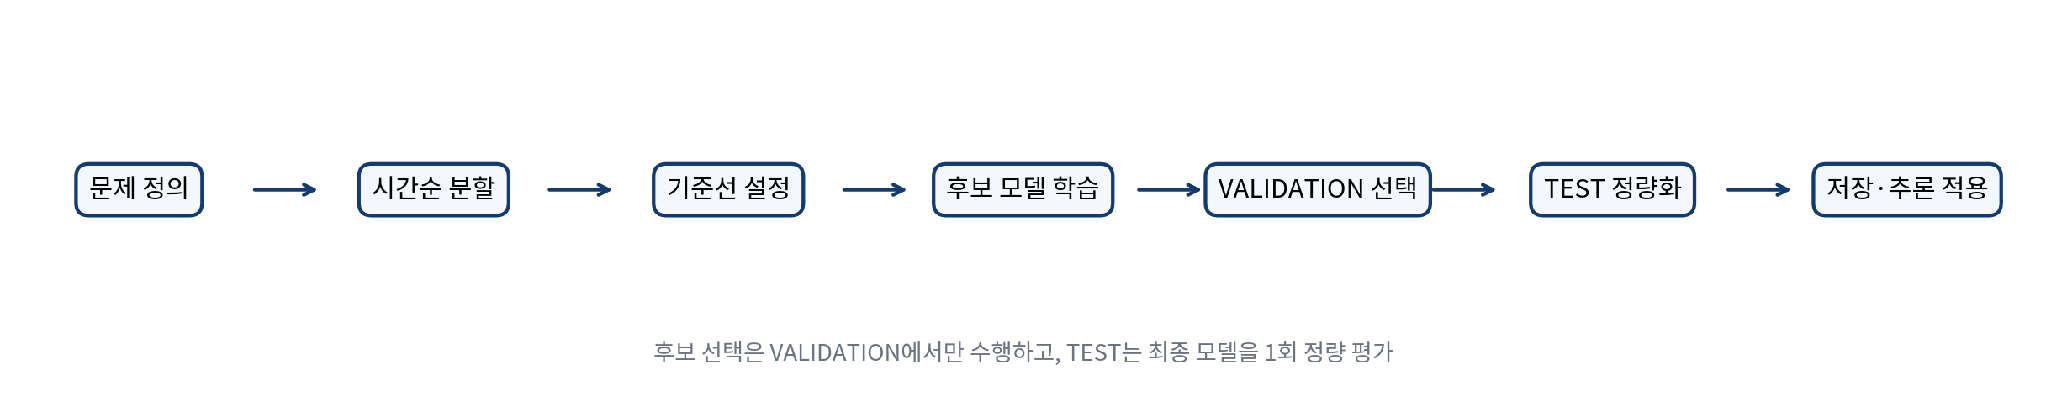 문제 정의
시간순 분할
기준선 설정
후보 모델 학습
VALIDATION 선택
TEST 정량화
저장·추론 적용
후보 선택은 VALIDATION에서만 수행하고, TEST는 최종 모델을 1회 정량 평가